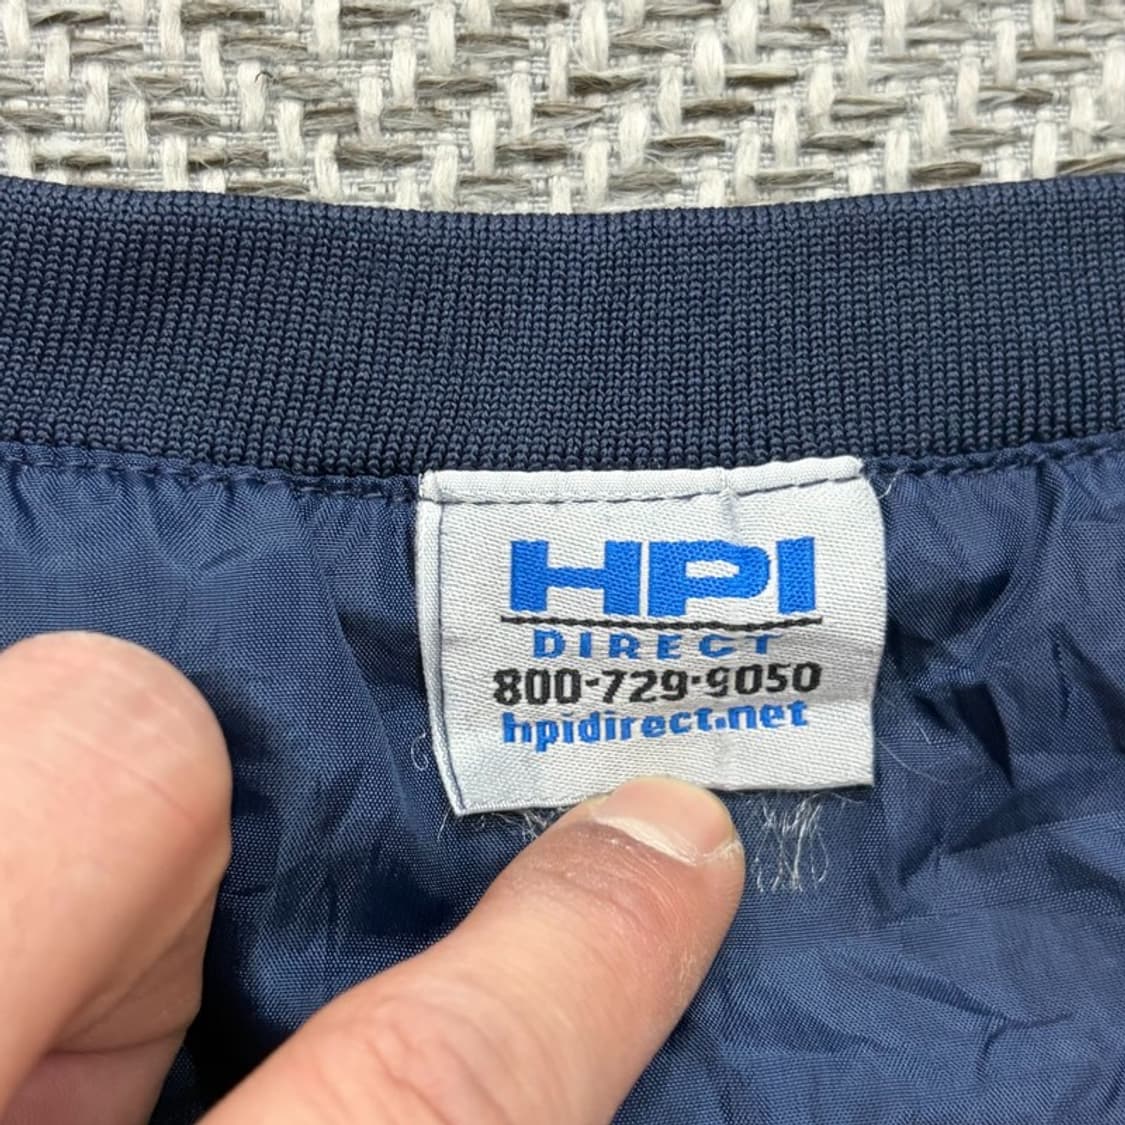 HPI
DIRECT
800-729-9050
hpidirect.net